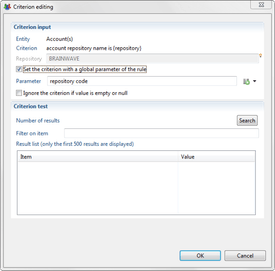 Criterion editing
Criterion input
Entity Account(s)
Criterion account repository name is {repository}
Repository BRAINWAVE
Set the criterion with a global parameter of the rule
Parameter repository code
Ignore the criterion if value is empty or null
Criterion test
Number of results Search
Filter on item
Result list (only the first 500 results are displayed)
Item Value
OK Cancel